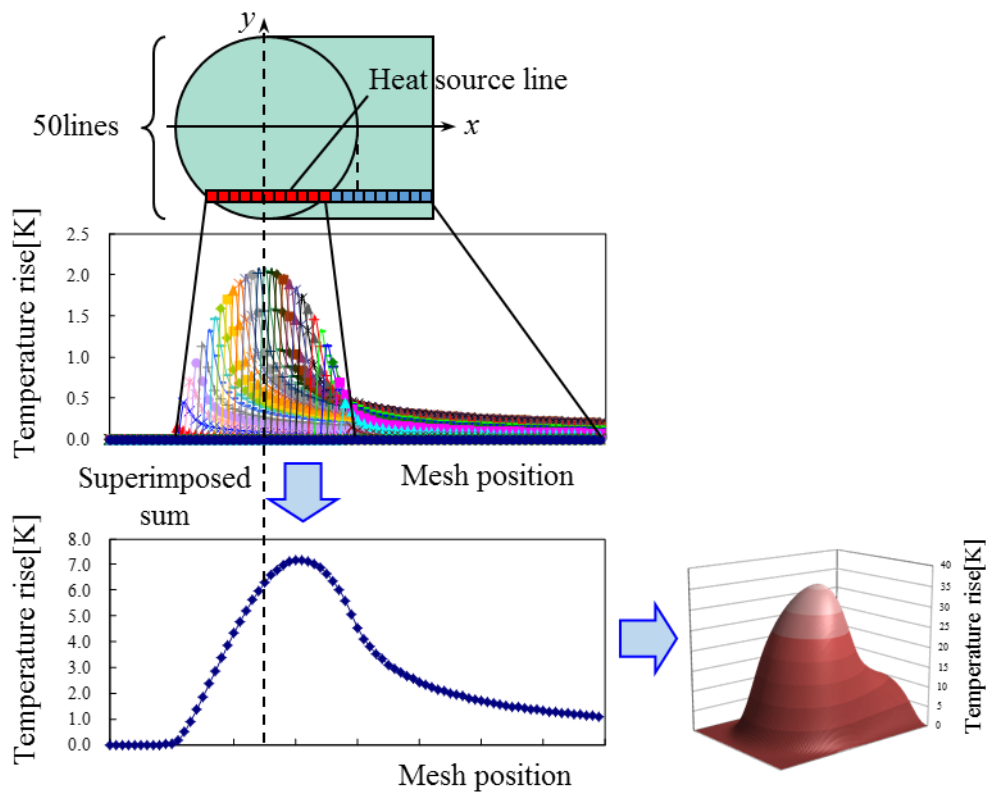 y
Heat source line
50lines
x
Temperature rise[K]
2.5
2.0
1.5
1.0
0.5
0.0
Superimposed
sum
Mesh position
Temperature rise[K]
8.0
7.0
6.0
5.0
4.0
3.0
2.0
1.0
0.0
Mesh position
40
35
30
25
20
15
10
5
0
Temperature rise[K]